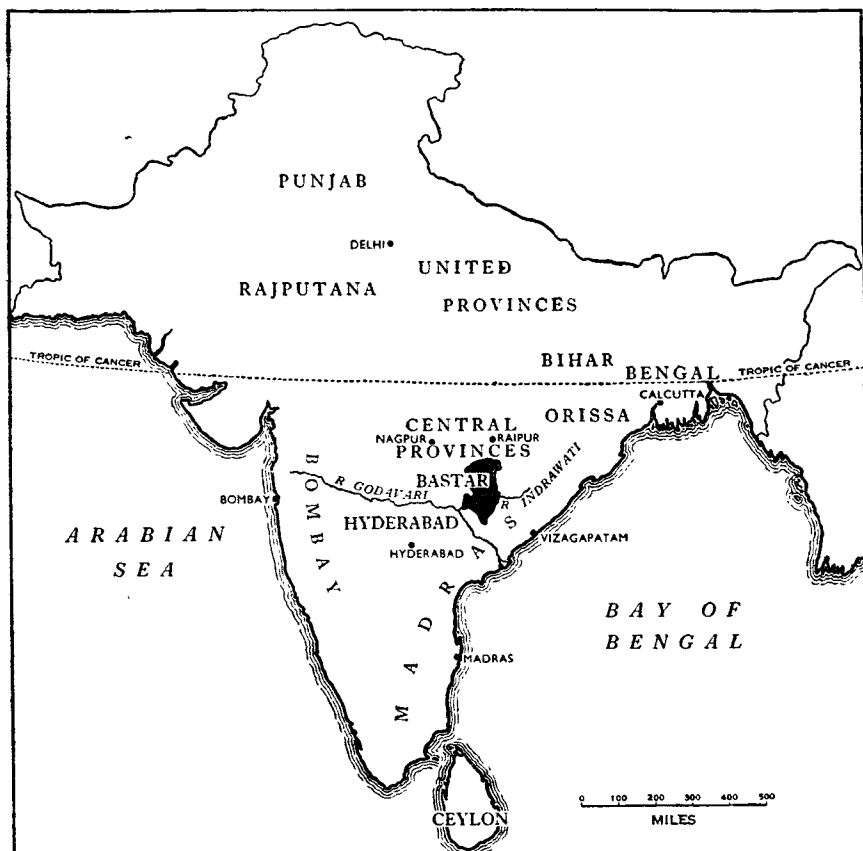 PUNJAB
DELHI
UNITED
RAJPUTANA
PROVINCES
BIHAR
TROPIC OF CANCER
BENGAL
TROPIC OF CANCER
CALCUTTA
ORISSA
CENTRAL
NAGPUR
RAIPUR
PROVINCES
BASTAR
R INDRAWATI
R GODAVARI
BOMBAY
BOMBAY
HYDERABAD
HYDERABAD
VIZAGAPATAM
ARABIAN
SEA
MADRAS
BAY OF
BENGAL
MADRAS
0 100 200 300 400 500
MILES
CEYLON